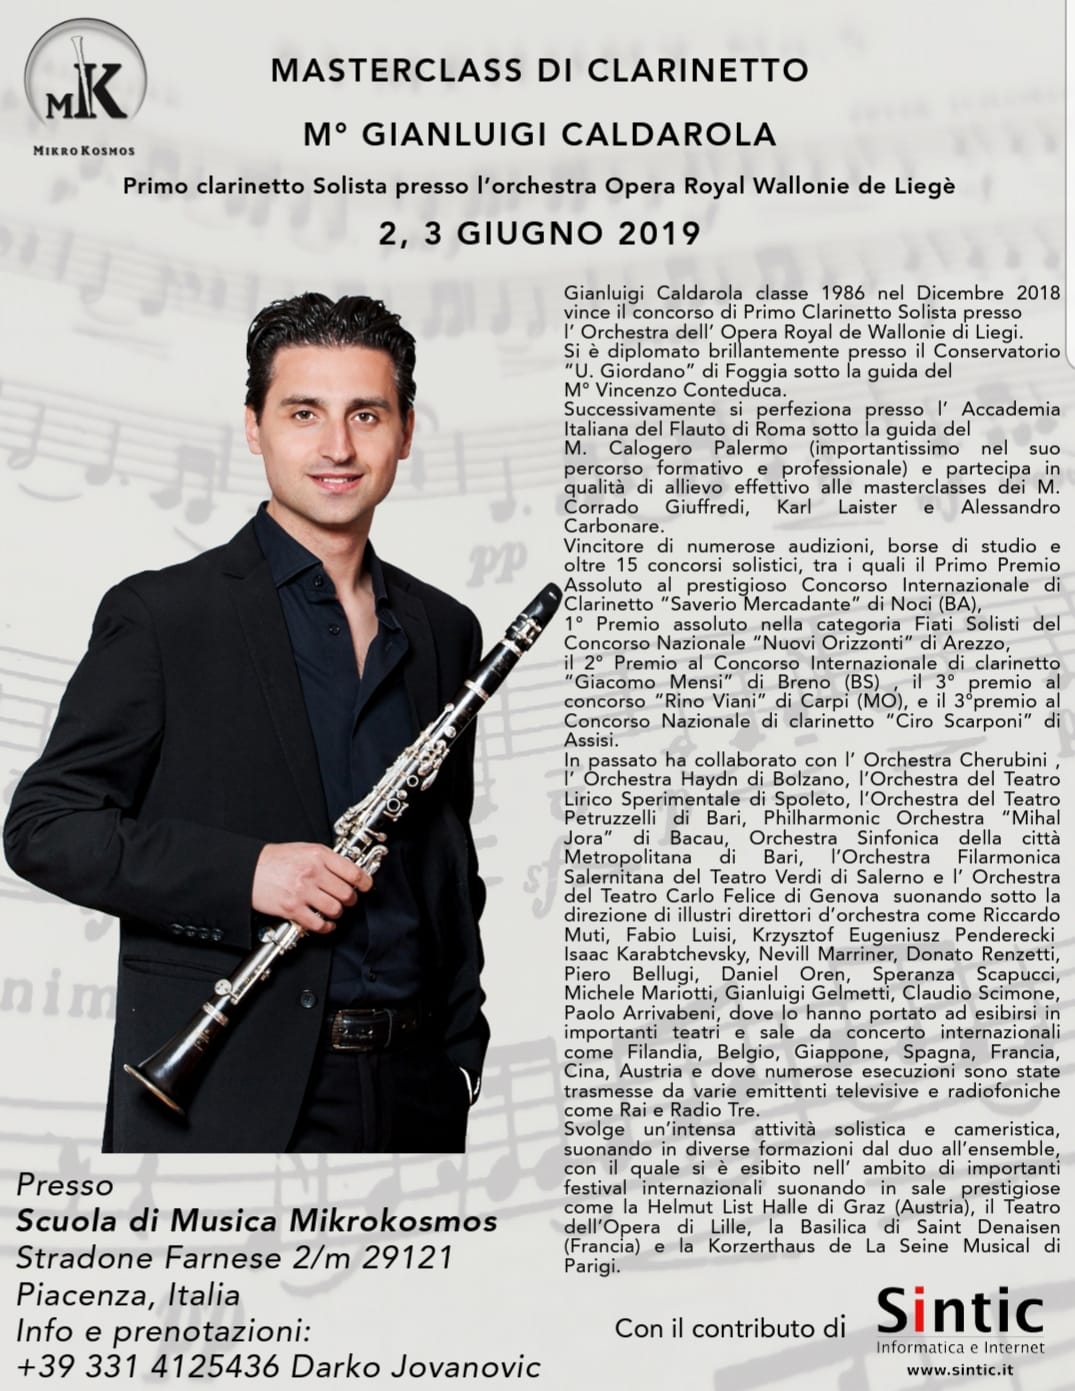 MK
MIKROKOSMOS
MASTERCLASS DI CLARINETTO
M° GIANLUIGI CALDAROLA
Primo clarinetto Solista presso l’orchestra Opera Royal Wallonie de Liegè
2, 3 GIUGNO 2019
Gianluigi Caldarola classe 1986 nel Dicembre 2018
vince il concorso di Primo Clarinetto Solista presso
l’ Orchestra dell’ Opera Royal de Wallonie di Liegi.
Si è diplomato brillantemente presso il Conservatorio
“U. Giordano” di Foggia sotto la guida del
M° Vincenzo Conteduca.
Successivamente si perfeziona presso l’ Accademia
Italiana del Flauto di Roma sotto la guida del
M. Calogero Palermo (importantissimo nel suo
percorso formativo e professionale) e partecipa in
qualità di allievo effettivo alle masterclasses dei M.
Corrado Giuffredi, Karl Laister e Alessandro
Carbonare.
Vincitore di numerose audizioni, borse di studio e
oltre 15 concorsi solistici, tra i quali il Primo Premio
Assoluto al prestigioso Concorso Internazionale di
Clarinetto “Saverio Mercadante” di Noci (BA),
1° Premio assoluto nella categoria Fiati Solisti del
Concorso Nazionale “Nuovi Orizzonti” di Arezzo,
il 2° Premio al Concorso Internazionale di clarinetto
“Giacomo Mensi” di Breno (BS) , il 3° premio al
concorso “Rino Viani” di Carpi (MO), e il 3°premio al
Concorso Nazionale di clarinetto “Ciro Scarponi” di
Assisi.
In passato ha collaborato con l’ Orchestra Cherubini ,
l’ Orchestra Haydn di Bolzano, l’Orchestra del Teatro
Lirico Sperimentale di Spoleto, l’Orchestra del Teatro
Petruzzelli di Bari, Philharmonic Orchestra “Mihal
Jora” di Bacau, Orchestra Sinfonica della città
Metropolitana di Bari, l’Orchestra Filarmonica
Salernitana del Teatro Verdi di Salerno e l’ Orchestra
del Teatro Carlo Felice di Genova suonando sotto la
direzione di illustri direttori d’orchestra come Riccardo
Muti, Fabio Luisi, Krzysztof Eugeniusz Penderecki
Isaac Karabtchevsky, Nevill Marriner, Donato Renzetti,
Piero Bellugi, Daniel Oren, Speranza Scapucci,
Michele Mariotti, Gianluigi Gelmetti, Claudio Scimone,
Paolo Arrivabeni, dove lo hanno portato ad esibirsi in
importanti teatri e sale da concerto internazionali
come Filandia, Belgio, Giappone, Spagna, Francia,
Cina, Austria e dove numerose esecuzioni sono state
trasmesse da varie emittenti televisive e radiofoniche
come Rai e Radio Tre.
Svolge un’intensa attività solistica e cameristica,
suonando in diverse formazioni dal duo all’ensemble,
con il quale si è esibito nell’ ambito di importanti
festival internazionali suonando in sale prestigiose
come la Helmut List Halle di Graz (Austria), il Teatro
dell’Opera di Lille, la Basilica di Saint Denaisen
(Francia) e la Korzerthaus de La Seine Musical di
Parigi.
pp
sf
nim
Presso
Scuola di Musica Mikrokosmos
Stradone Farnese 2/m 29121
Piacenza, Italia
Info e prenotazioni:
+39 331 4125436 Darko Jovanovic
Con il contributo di
Sintic
Informatica e Internet
www.sintic.it